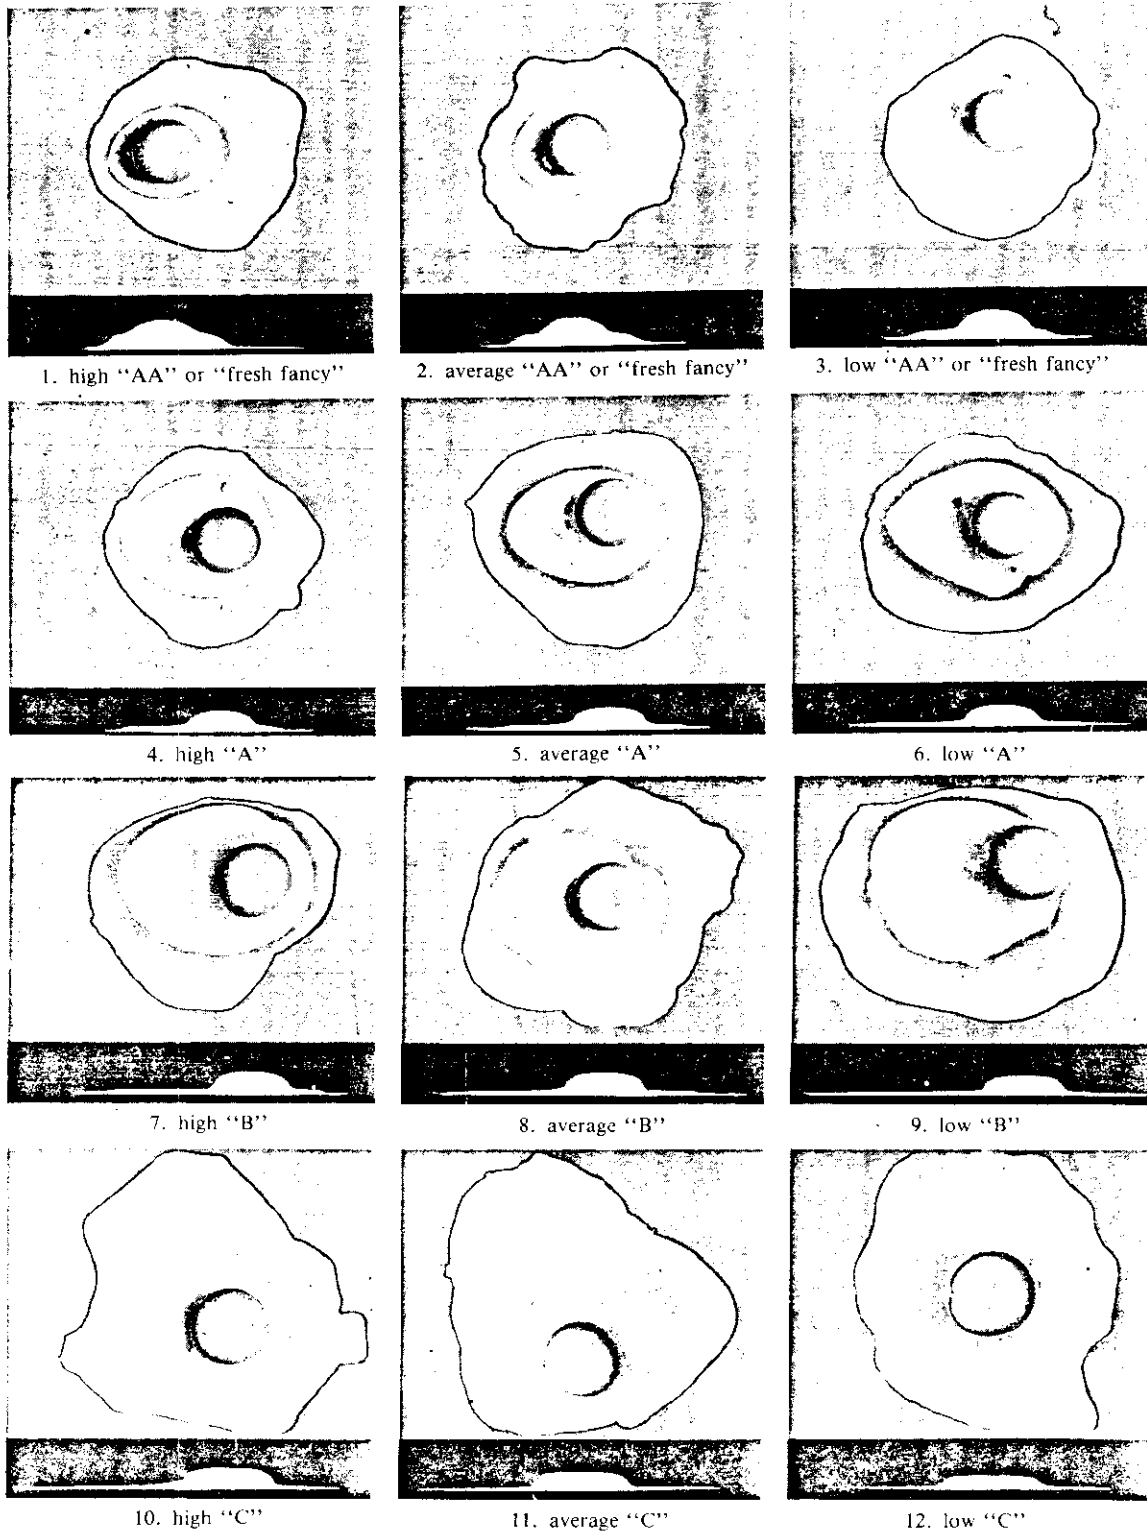 1. high “AA” or “fresh fancy”
2. average “AA” or “fresh fancy”
3. low “AA” or “fresh fancy”
4. high “A”
5. average “A”
6. low “A”
7. high “B”
8. average “B”
9. low “B”
10. high “C”
11. average “C”
12. low “C”